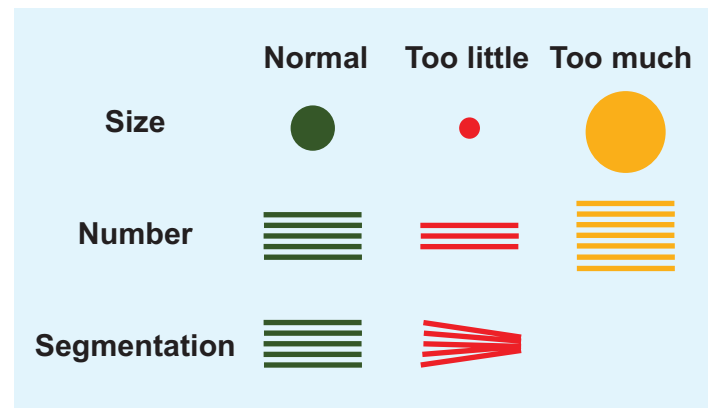 Normal Too little Too much
Size
Number
Segmentation